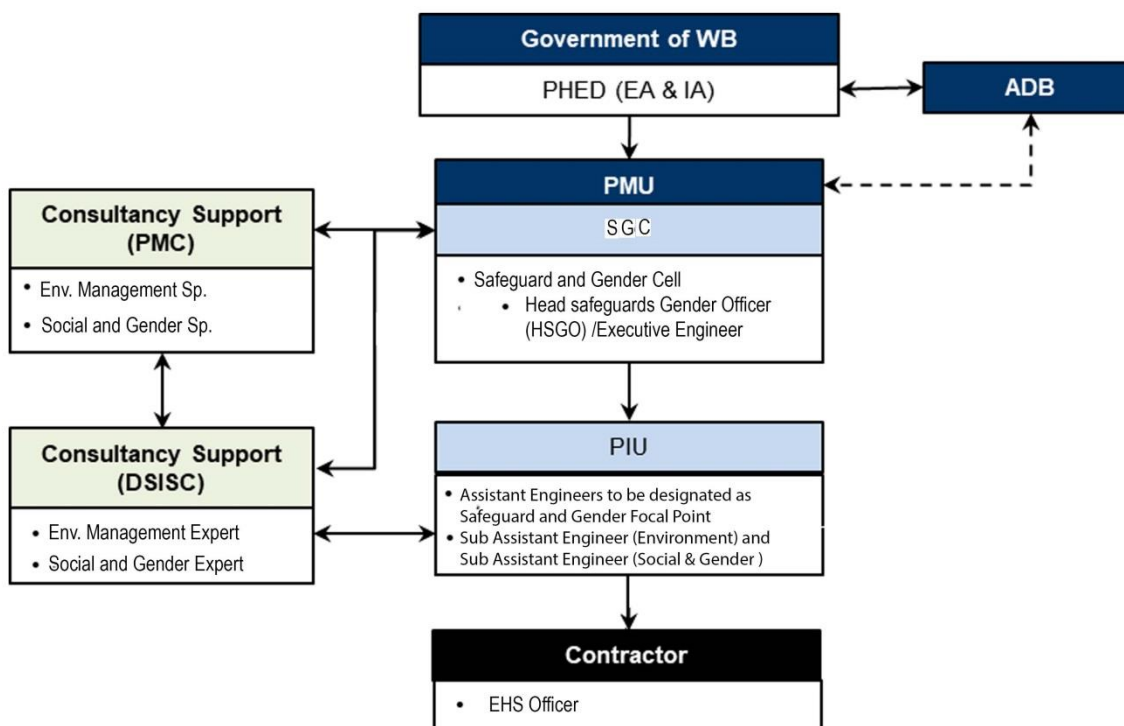 Government of WB
PHED (EA & IA)
ADB
PMU
SGC
• Safeguard and Gender Cell
• Head safeguards Gender Officer
(HSGO) /Executive Engineer
Consultancy Support
(PMC)
• Env. Management Sp.
• Social and Gender Sp.
Consultancy Support
(DSISC)
• Env. Management Expert
• Social and Gender Expert
PIU
• Assistant Engineers to be designated as
Safeguard and Gender Focal Point
• Sub Assistant Engineer (Environment) and
Sub Assistant Engineer (Social & Gender )
Contractor
• EHS Officer